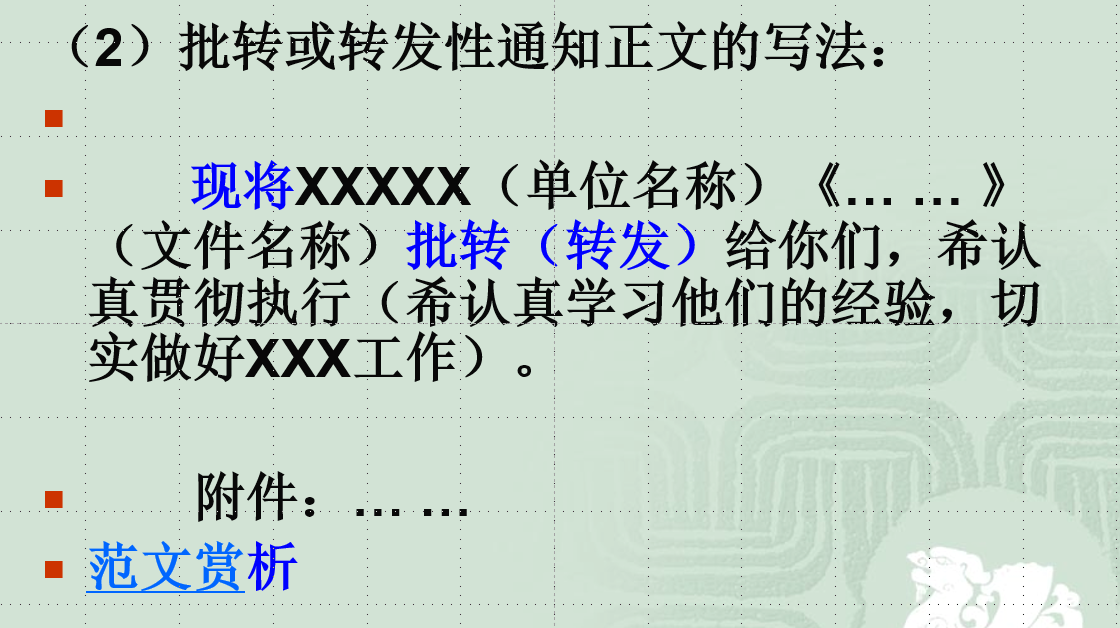 （2）批转或转发性通知正文的写法：
现将XXXXX（单位名称）《… … 》
（文件名称）批转（转发）给你们，希认
真贯彻执行（希认真学习他们的经验，切
实做好XXX工作）。
附件：… …
范文赏析